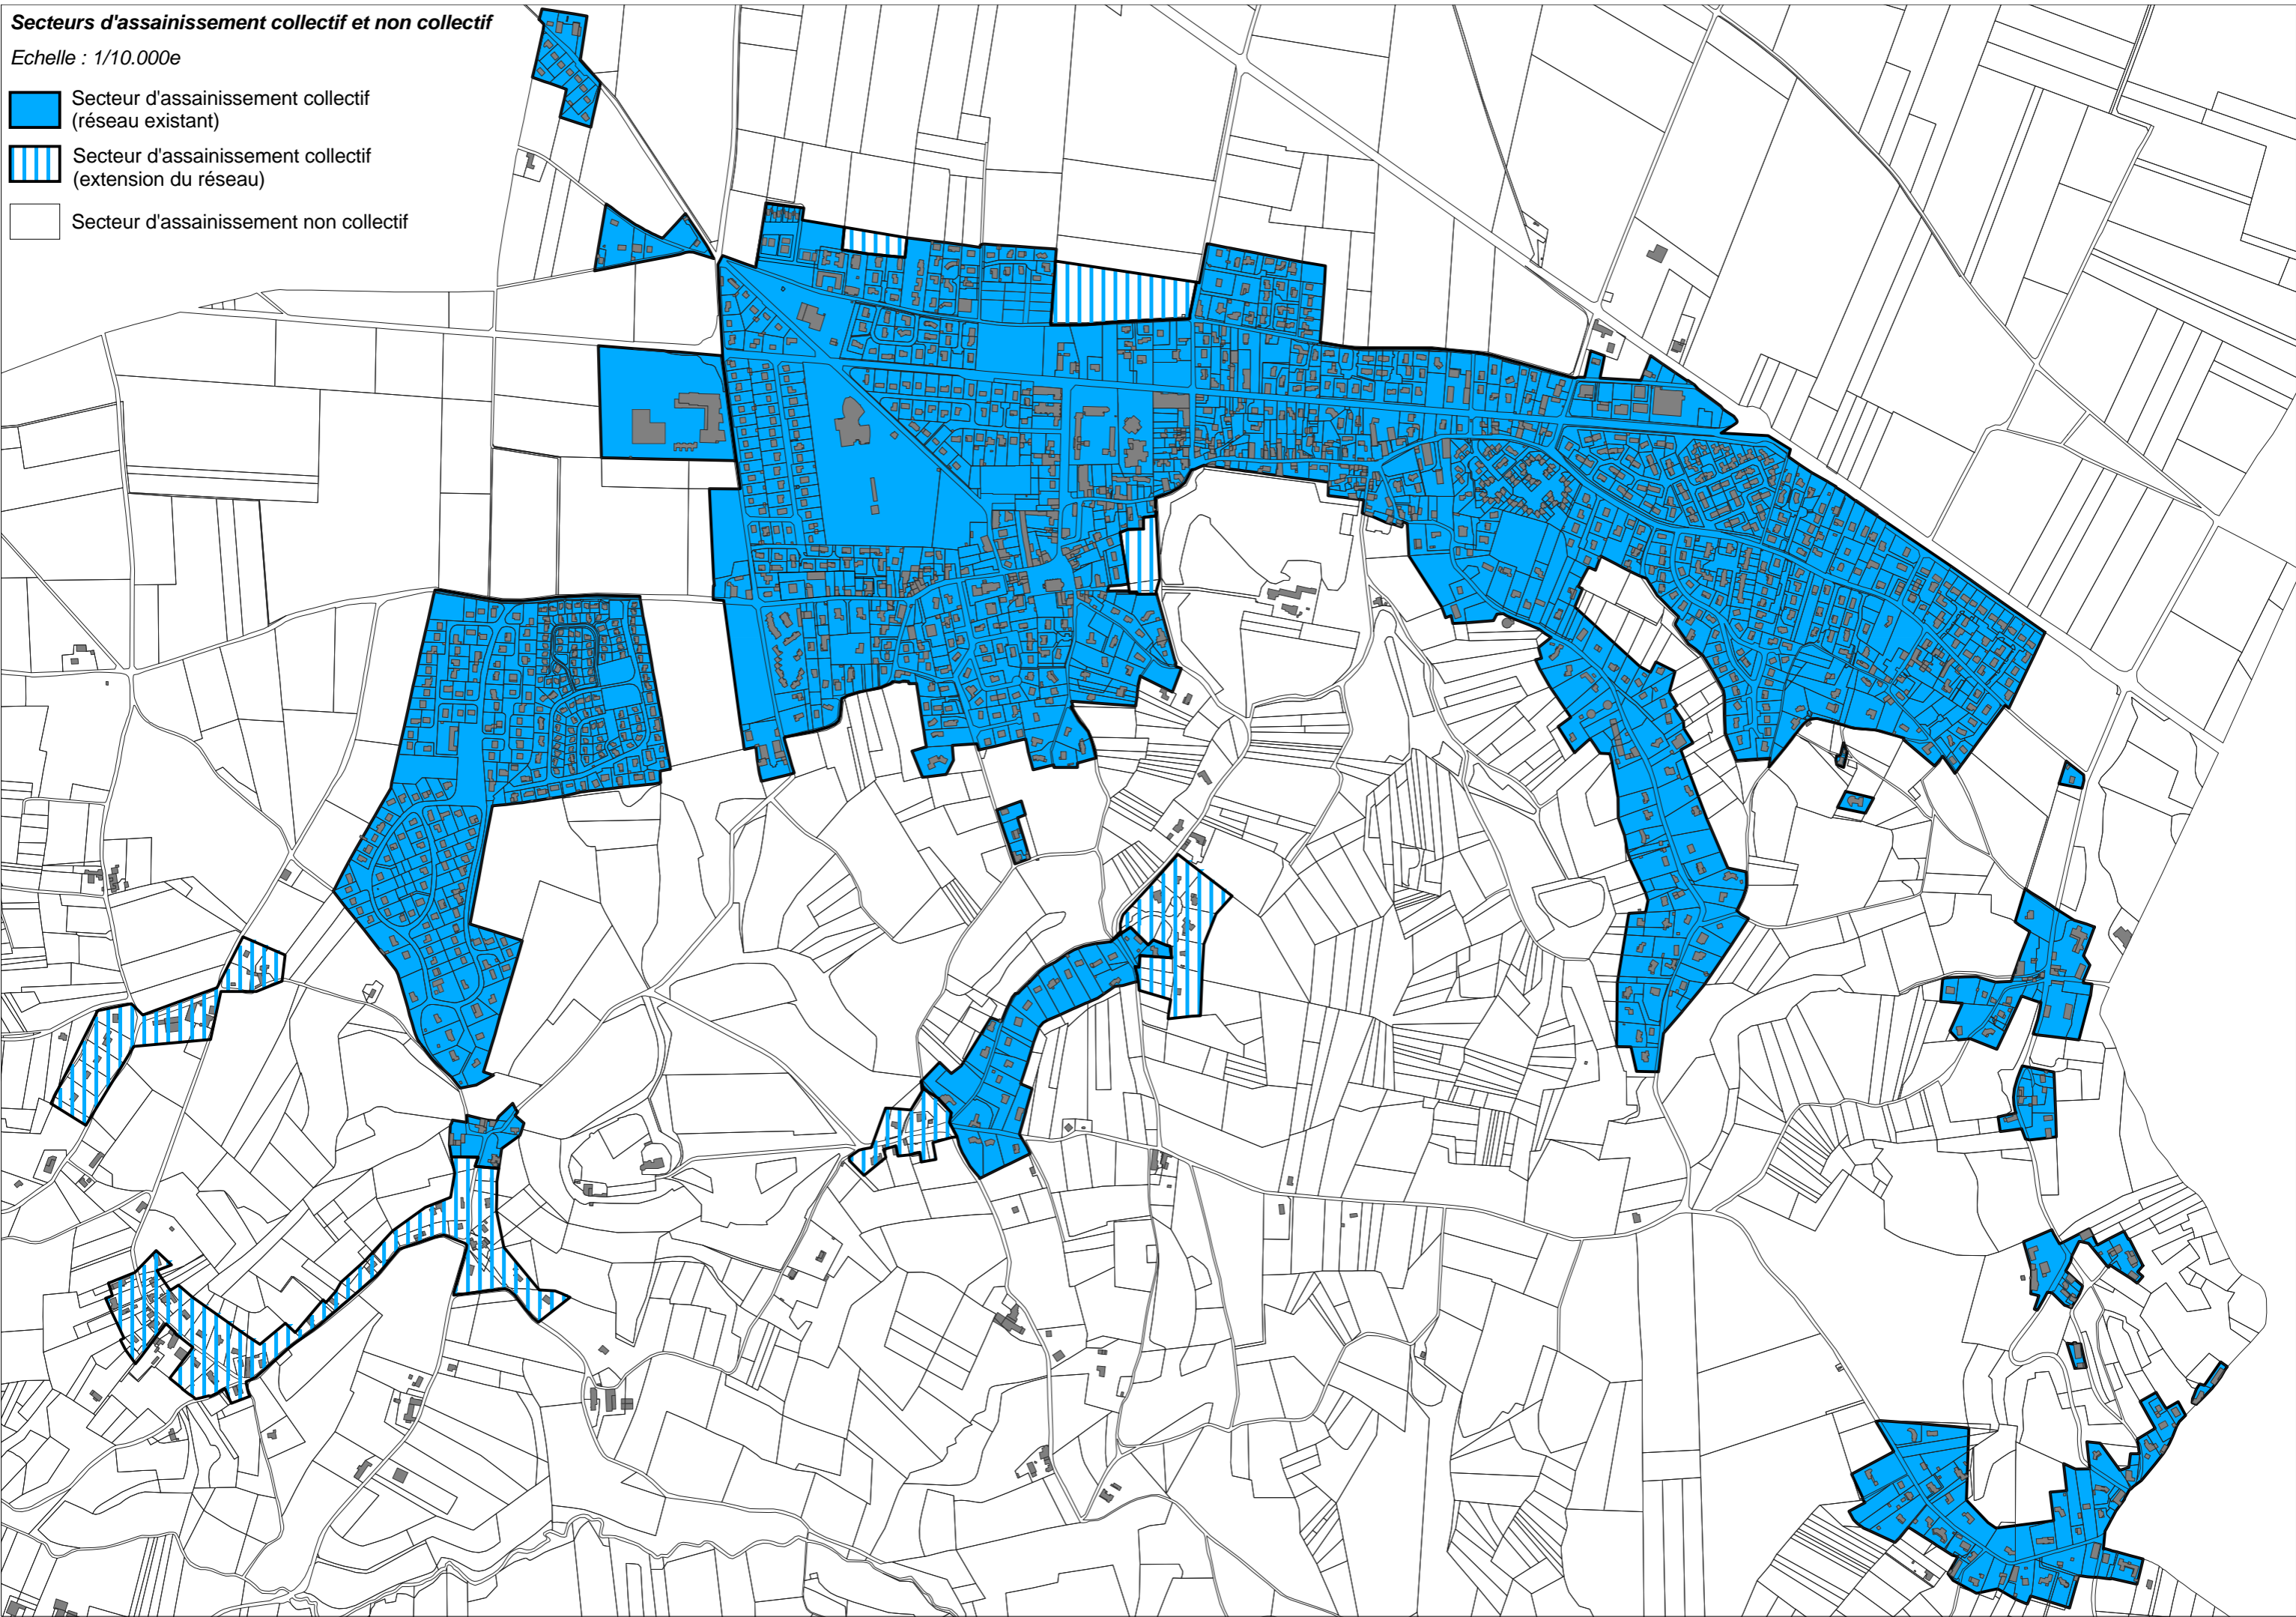 Secteurs d'assainissement collectif et non collectif
Echelle : 1/10.000e
Secteur d'assainissement collectif
(réseau existant)
Secteur d'assainissement collectif
(extension du réseau)
Secteur d'assainissement non collectif